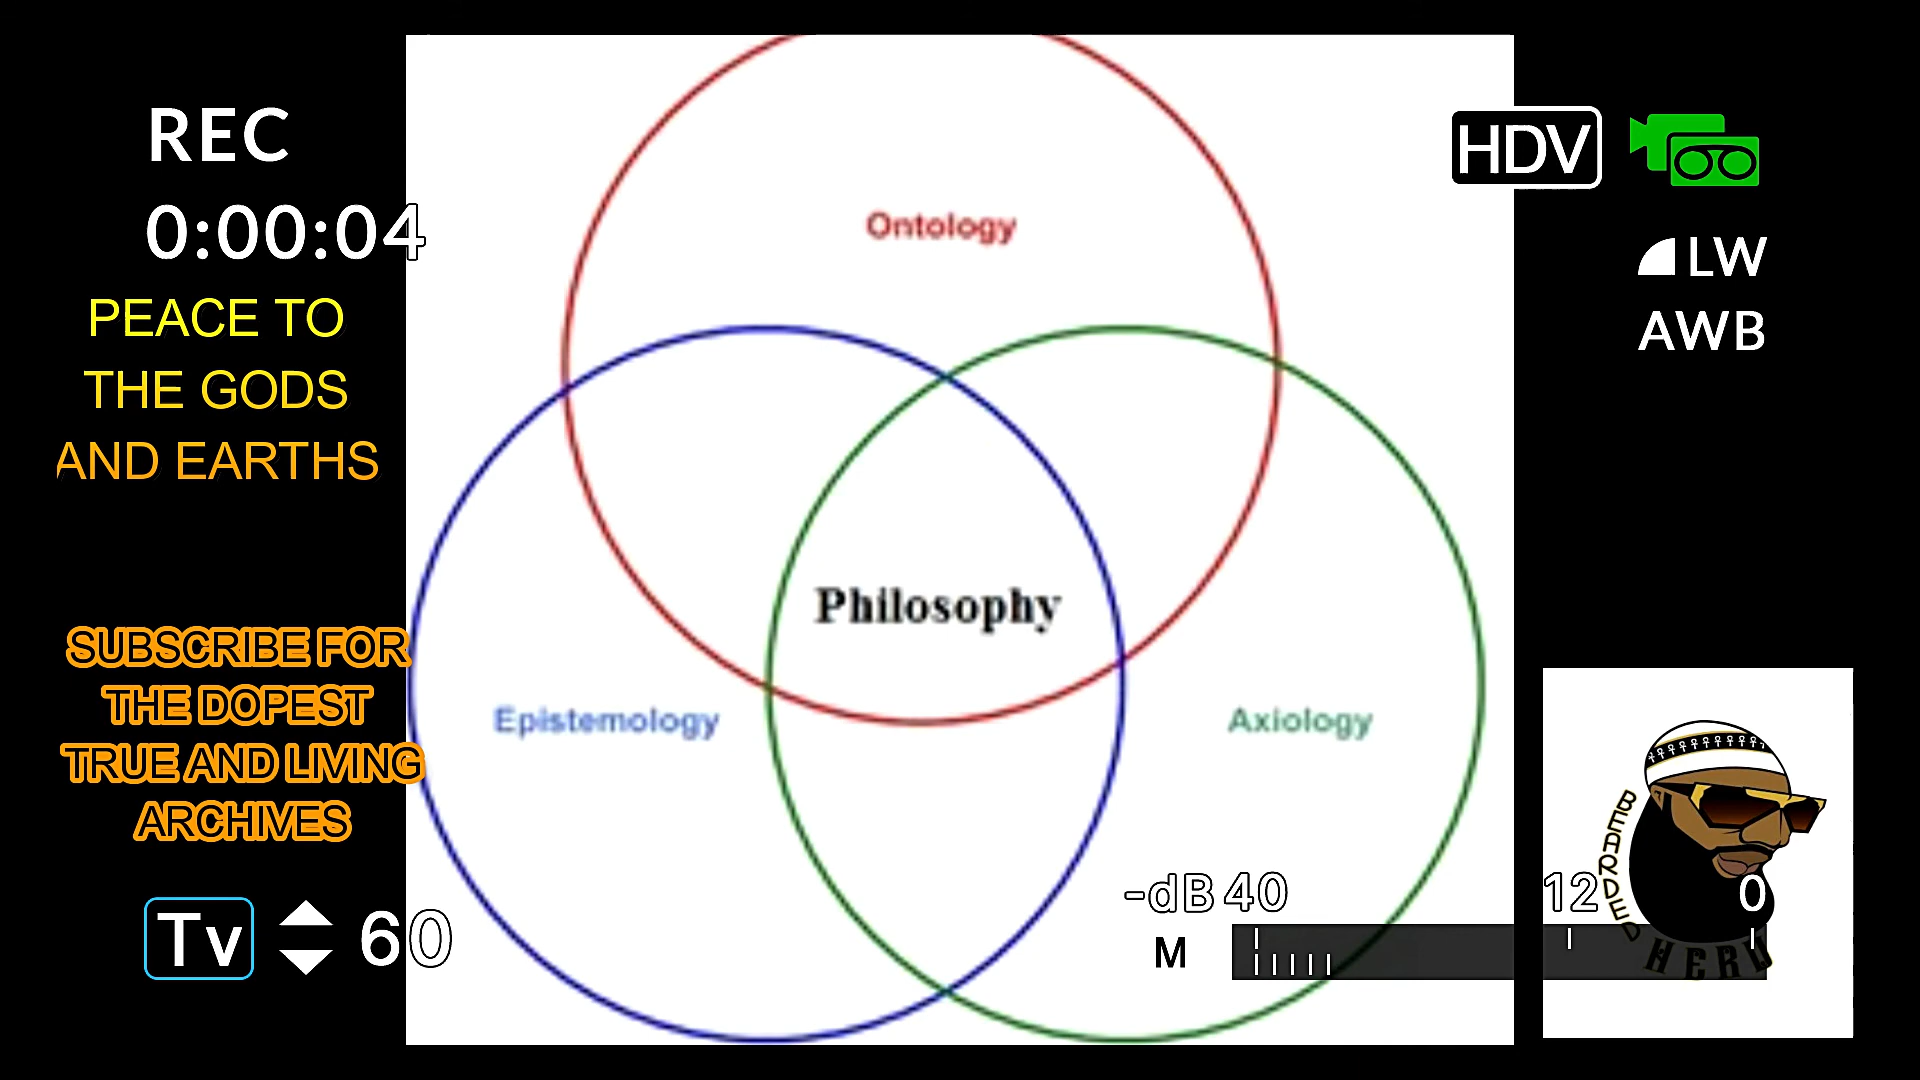 REC
0:00:04
PEACE TO
THE GODS
AND EARTHS
SUBSCRIBE FOR
THE DOPEST
TRUE AND LIVING
ARCHIVES
Tv 60
Ontology
Philosophy
Epistemology
Axiology
HDV
LW
AWB
-dB 40 12 0
M
BEARDED
HERU